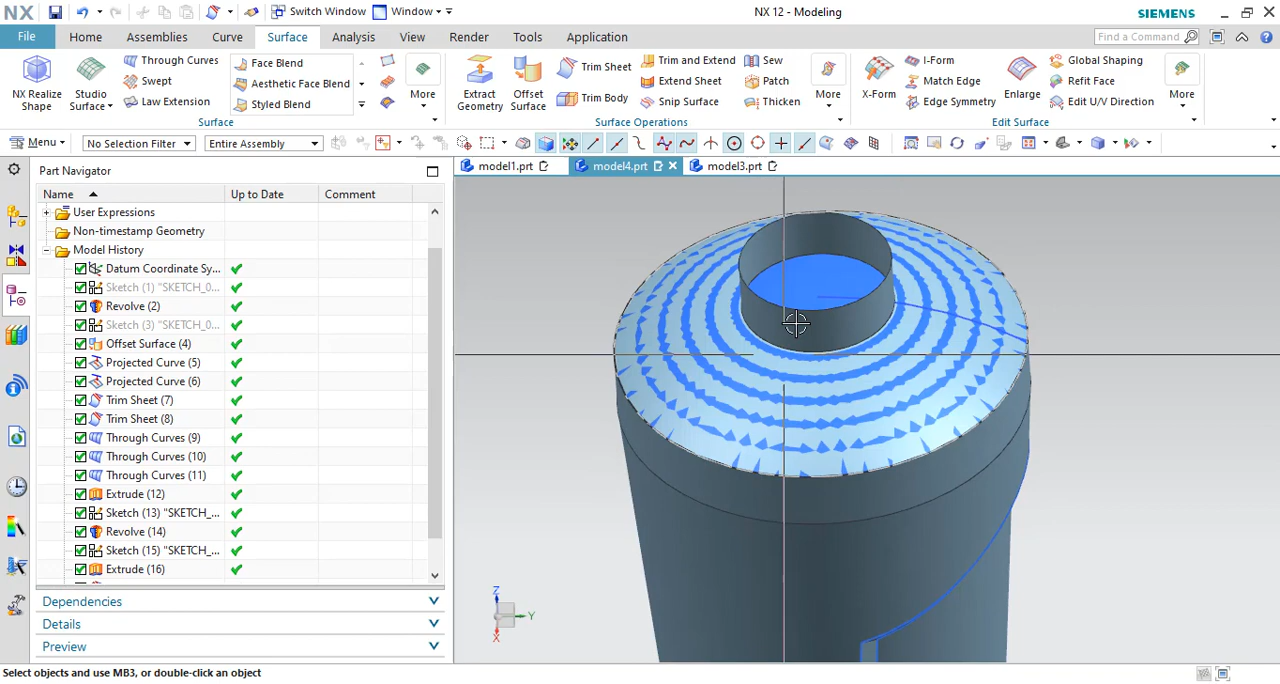 NX Switch Window Window NX 12 - Modeling SIEMENS
File Home Assemblies Curve Surface Analysis View Render Tools Application Find a Command
NX Realize Shape
Studio Surface
Through Curves
Swept
Law Extension
Face Blend
Aesthetic Face Blend
Styled Blend
More
Surface
Extract Geometry
Offset Surface
Trim Sheet
Trim Body
Trim and Extend
Extend Sheet
Snip Surface
Sew
Patch
Thicken
More
Surface Operations
X-Form
I-Form
Match Edge
Edge Symmetry
Enlarge
Global Shaping
Refit Face
Edit U/V Direction
More
Edit Surface
Menu No Selection Filter Entire Assembly
Part Navigator
model1.prt model4.prt model3.prt
Name Up to Date Comment
User Expressions
Non-timestamp Geometry
Model History
Datum Coordinate Sy...
Sketch (1) "SKETCH_0...
Revolve (2)
Sketch (3) "SKETCH_0...
Offset Surface (4)
Projected Curve (5)
Projected Curve (6)
Trim Sheet (7)
Trim Sheet (8)
Through Curves (9)
Through Curves (10)
Through Curves (11)
Extrude (12)
Sketch (13) "SKETCH_...
Revolve (14)
Sketch (15) "SKETCH_...
Extrude (16)
Dependencies
Details
Preview
Z
Y
X
Select objects and use MB3, or double-click an object